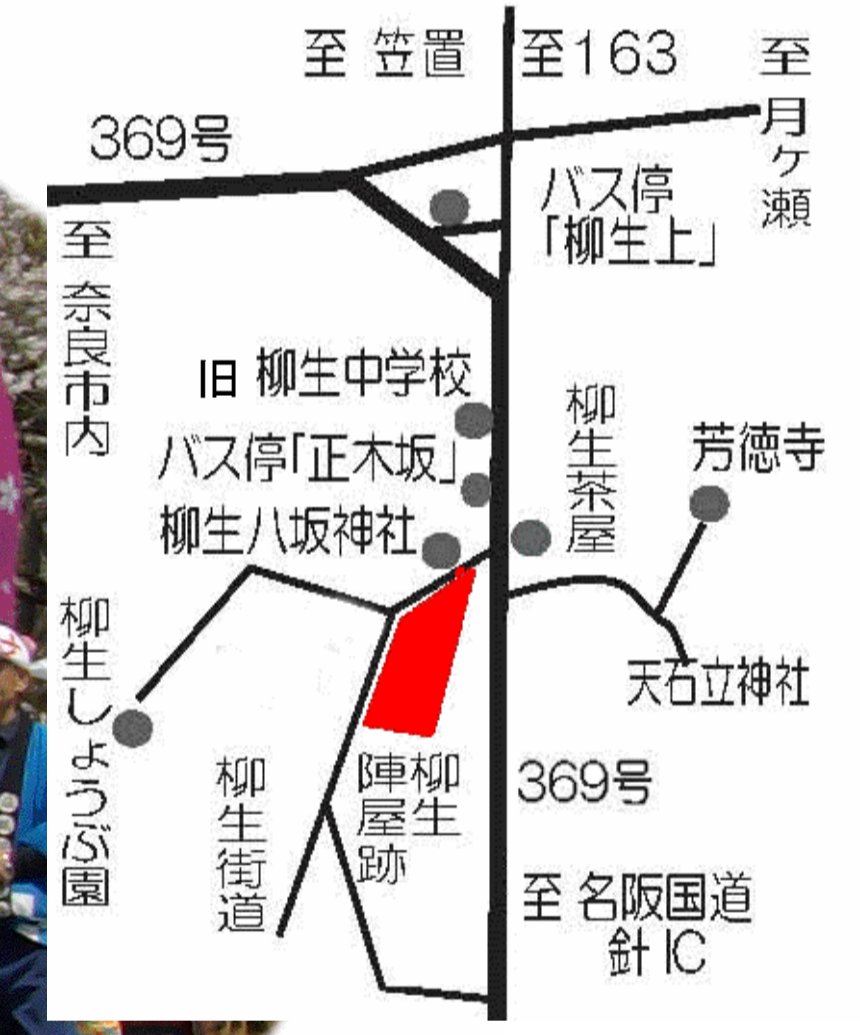 至 笠置
至163
至月ヶ瀬
369号
バス停
「柳生上」
至奈良市内
旧 柳生中学校
バス停「正木坂」
柳生八坂神社
柳生茶屋
芳徳寺
天石立神社
柳生しょうぶ園
柳生街道
柳生
陣屋跡
369号
至 名阪国道
針IC